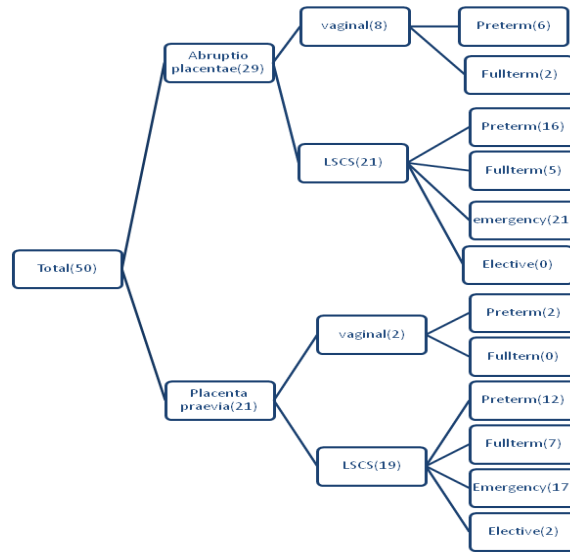 vaginal(8)
Preterm(6)
Abruptio
placentae(29)
Fullterm(2)
Preterm(16)
LSCS(21)
Fullterm(5)
emergency(21
Elective(0)
Total(50)
Preterm(2)
vaginal(2)
Fulltern(0)
Placenta
praevia(21)
Preterm(12)
Fullterm(7)
LSCS(19)
Emergency(17
Elective(2)